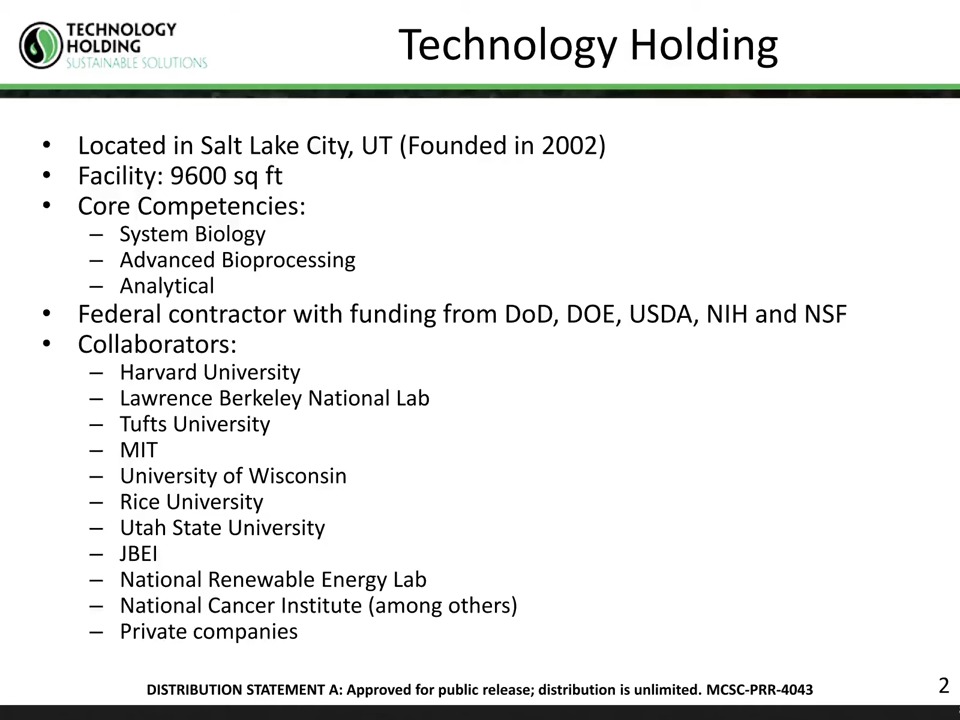 TECHNOLOGY
HOLDING
SUSTAINABLE SOLUTIONS
Technology Holding
• Located in Salt Lake City, UT (Founded in 2002)
• Facility: 9600 sq ft
• Core Competencies:
– System Biology
– Advanced Bioprocessing
– Analytical
• Federal contractor with funding from DoD, DOE, USDA, NIH and NSF
• Collaborators:
– Harvard University
– Lawrence Berkeley National Lab
– Tufts University
– MIT
– University of Wisconsin
– Rice University
– Utah State University
– JBEI
– National Renewable Energy Lab
– National Cancer Institute (among others)
– Private companies
DISTRIBUTION STATEMENT A: Approved for public release; distribution is unlimited. MCSC-PRR-4043
2